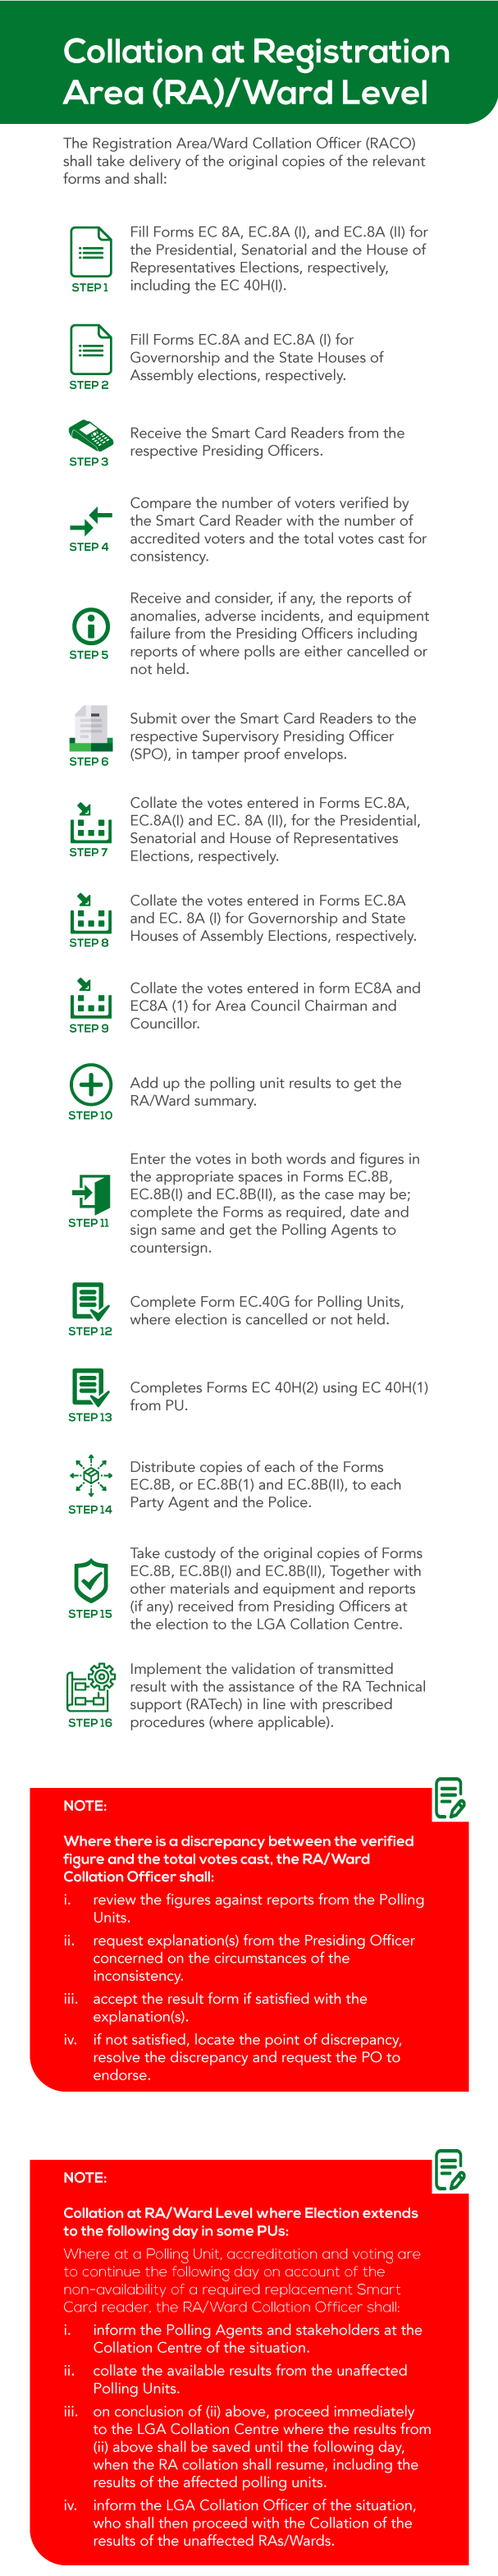 Collation at Registration
Area (RA)/Ward Level
The Registration Area/Ward Collation Officer (RACO)
shall take delivery of the original copies of the relevant
forms and shall:
Fill Forms EC 8A, EC.8A (I), and EC.8A (II) for
the Presidential, Senatorial and the House of
Representatives Elections, respectively,
including the EC 40H(I).
STEP 1
Fill Forms EC.8A and EC.8A (I) for
Governorship and the State Houses of
Assembly elections, respectively.
STEP 2
Receive the Smart Card Readers from the
respective Presiding Officers.
STEP 3
Compare the number of voters verified by
the Smart Card Reader with the number of
accredited voters and the total votes cast for
consistency.
STEP 4
Receive and consider, if any, the reports of
anomalies, adverse incidents, and equipment
failure from the Presiding Officers including
reports of where polls are either cancelled or
not held.
STEP 5
Submit over the Smart Card Readers to the
respective Supervisory Presiding Officer
(SPO), in tamper proof envelops.
STEP 6
Collate the votes entered in Forms EC.8A,
EC.8A(I) and EC. 8A (II), for the Presidential,
Senatorial and House of Representatives
Elections, respectively.
STEP 7
Collate the votes entered in Forms EC.8A
and EC. 8A (I) for Governorship and State
Houses of Assembly Elections, respectively.
STEP 8
Collate the votes entered in form EC8A and
EC8A (1) for Area Council Chairman and
Councillor.
STEP 9
Add up the polling unit results to get the
RA/Ward summary.
STEP 10
Enter the votes in both words and figures in
the appropriate spaces in Forms EC.8B,
EC.8B(I) and EC.8B(II), as the case may be;
complete the Forms as required, date and
sign same and get the Polling Agents to
countersign.
STEP 11
Complete Form EC.40G for Polling Units,
where election is cancelled or not held.
STEP 12
Completes Forms EC 40H(2) using EC 40H(1)
from PU.
STEP 13
Distribute copies of each of the Forms
EC.8B, or EC.8B(1) and EC.8B(II), to each
Party Agent and the Police.
STEP 14
Take custody of the original copies of Forms
EC.8B, EC.8B(I) and EC.8B(II), Together with
other materials and equipment and reports
(if any) received from Presiding Officers at
the election to the LGA Collation Centre.
STEP 15
Implement the validation of transmitted
result with the assistance of the RA Technical
support (RATech) in line with prescribed
procedures (where applicable).
STEP 16
NOTE:
Where there is a discrepancy between the verified
figure and the total votes cast, the RA/Ward
Collation Officer shall:
i. review the figures against reports from the Polling
Units.
ii. request explanation(s) from the Presiding Officer
concerned on the circumstances of the
inconsistency.
iii. accept the result form if satisfied with the
explanation(s).
iv. if not satisfied, locate the point of discrepancy,
resolve the discrepancy and request the PO to
endorse.
NOTE:
Collation at RA/Ward Level where Election extends
to the following day in some PUs:
Where at a Polling Unit, accreditation and voting are
to continue the following day on account of the
non-availability of a required replacement Smart
Card reader, the RA/Ward Collation Officer shall:
i. inform the Polling Agents and stakeholders at the
Collation Centre of the situation.
ii. collate the available results from the unaffected
Polling Units.
iii. on conclusion of (ii) above, proceed immediately
to the LGA Collation Centre where the results from
(ii) above shall be saved until the following day,
when the RA collation shall resume, including the
results of the affected polling units.
iv. inform the LGA Collation Officer of the situation,
who shall then proceed with the Collation of the
results of the unaffected RAs/Wards.